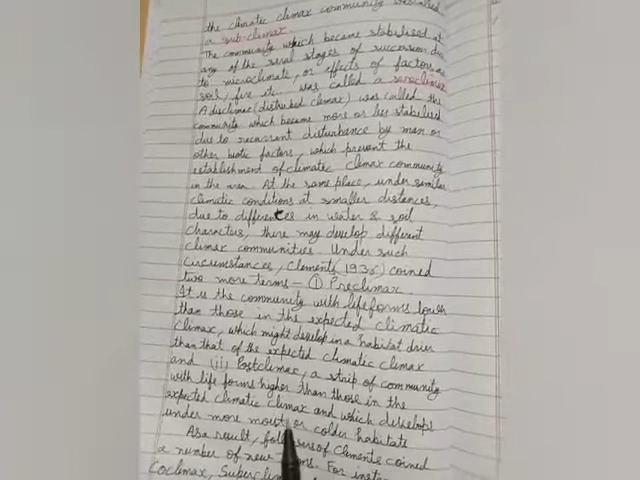 the climatic climax community was called
a sub-climax
The community which became stabilised at
any of the seral stages of succession due
to microclimate, or effects of factors as
soil, fire etc. was called a seroclimax
A disclimax (disturbed climax) was called the
community which became more or less stabilised
due to recurrent disturbance by man or
other biotic factors, which prevent the
establishment of climatic climax community
in the area. At the same place, under similar
climatic conditions at smaller distances,
due to differences in water & soil
characters, there may develop different
climax communities. Under such
circumstances, Clements (1936) coined
two more terms - (i) Preclimax.
It is the community with lifeforms lower
than those in the expected climatic
climax, which might develop in a habitat drier
than that of the expected climatic climax
and (ii) Postclimax, a strip of community
with life forms higher than those in the
expected climatic climax and which develops
under more moist or colder habitats
As a result, followers of Clements coined
a number of new terms. For
Coclimax,